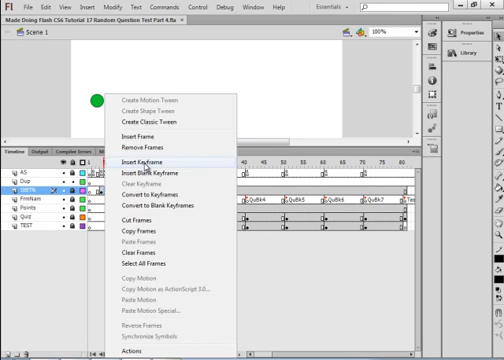 Fl File Edit View Insert Modify Text Commands Control Debug Window Help Essentials
Made Doing Flash CS6 Tutorial 17 Random Question Test Part 4.fla
Scene 1 100%
Properties
Library
Create Motion Tween
Create Shape Tween
Create Classic Tween
Insert Frame
Remove Frames
Insert Keyframe
Insert Blank Keyframe
Clear Keyframe
Convert to Keyframes
Convert to Blank Keyframes
Cut Frames
Copy Frames
Paste Frames
Clear Frames
Select All Frames
Copy Motion
Copy Motion as ActionScript 3.0...
Paste Motion
Paste Motion Special...
Reverse Frames
Synchronize Symbols
Actions
Timeline Output Compiler Errors
1 40 45 50 55 60 65 70 75 80
AS
Dup
FrmNam QuBk4 QuBk5 QuBk6 QuBk7
Points
Quiz
TEST